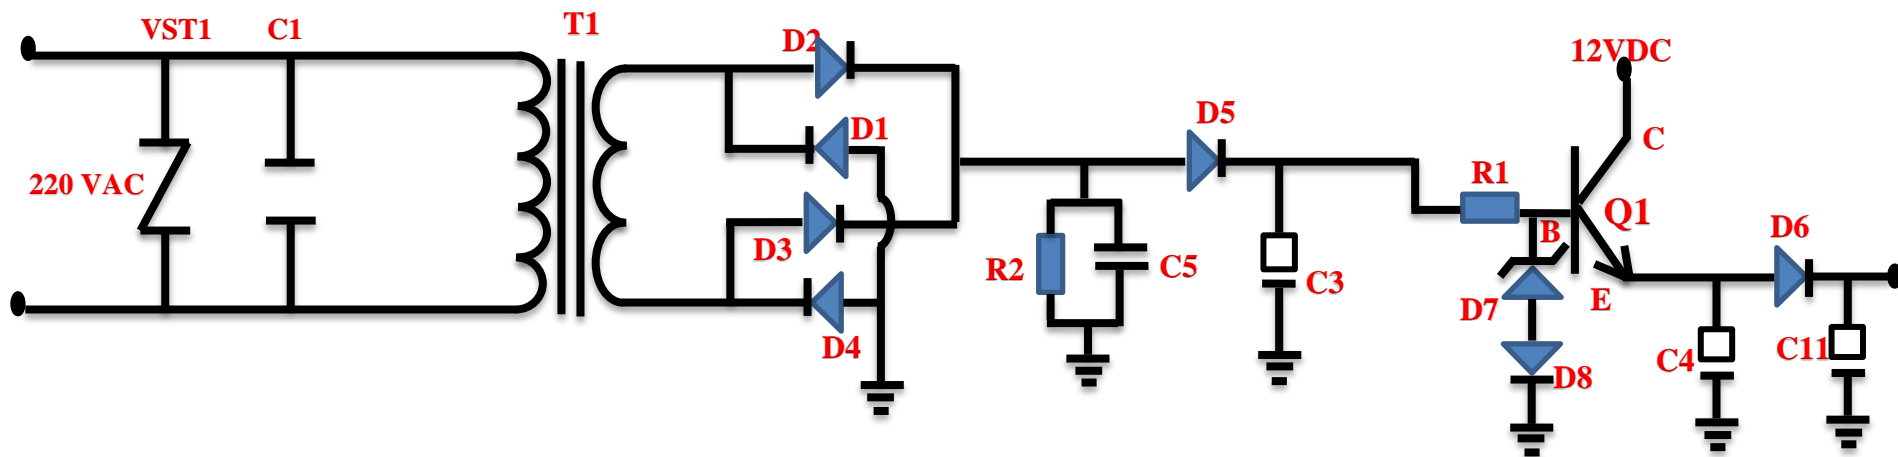 VST1
C1
T1
D2
12VDC
D1
D5
C
220 VAC
R1
Q1
D3
B
D6
R2
C5
C3
D7
E
D4
C4
C11
D8